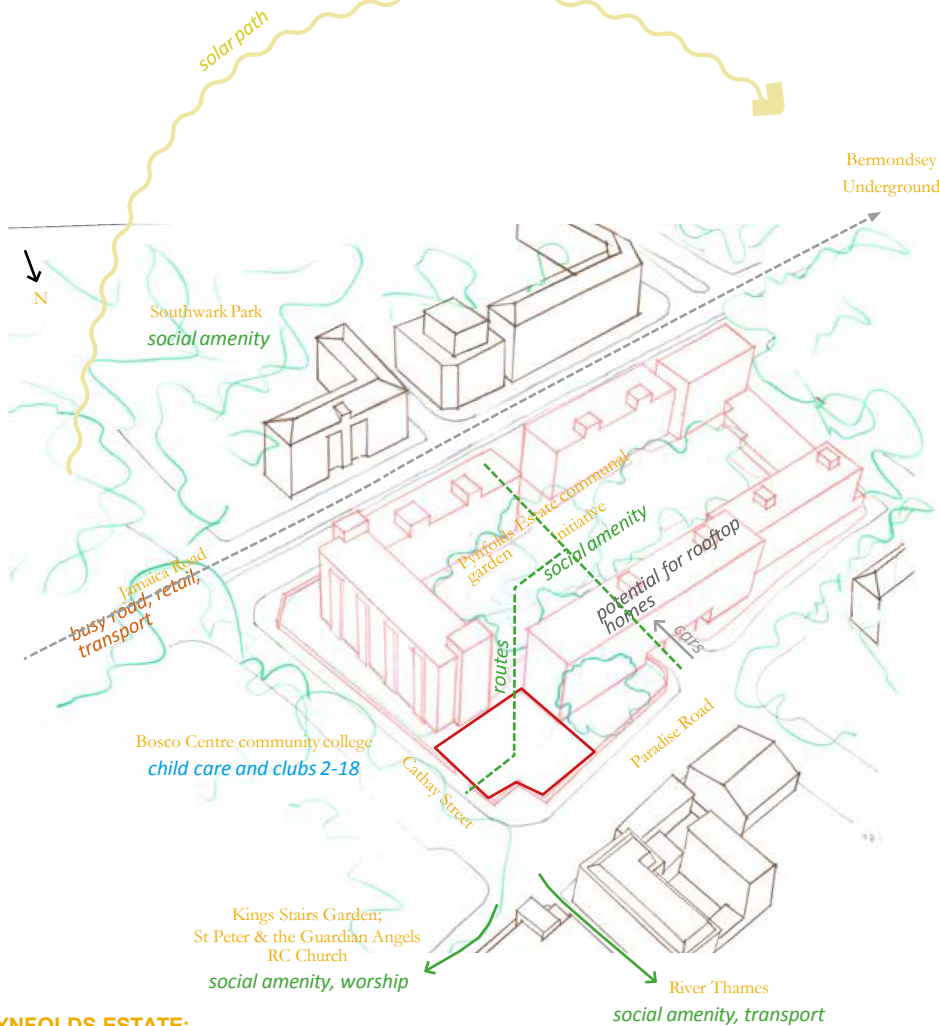 solar path
Bermondsey
Underground
N
Southwark Park
social amenity
Pynfolds Estate communal
garden
initiative
social amenity
potential for rooftop
homes
Jamaica Road
busy road, retail,
transport
routes
cars
Bosco Centre community college
child care and clubs 2-18
Cathay Street
Paradise Road
Kings Stairs Garden;
St Peter & the Guardian Angels
RC Church
social amenity, worship
River Thames
social amenity, transport
YNFOLDS ESTATE: